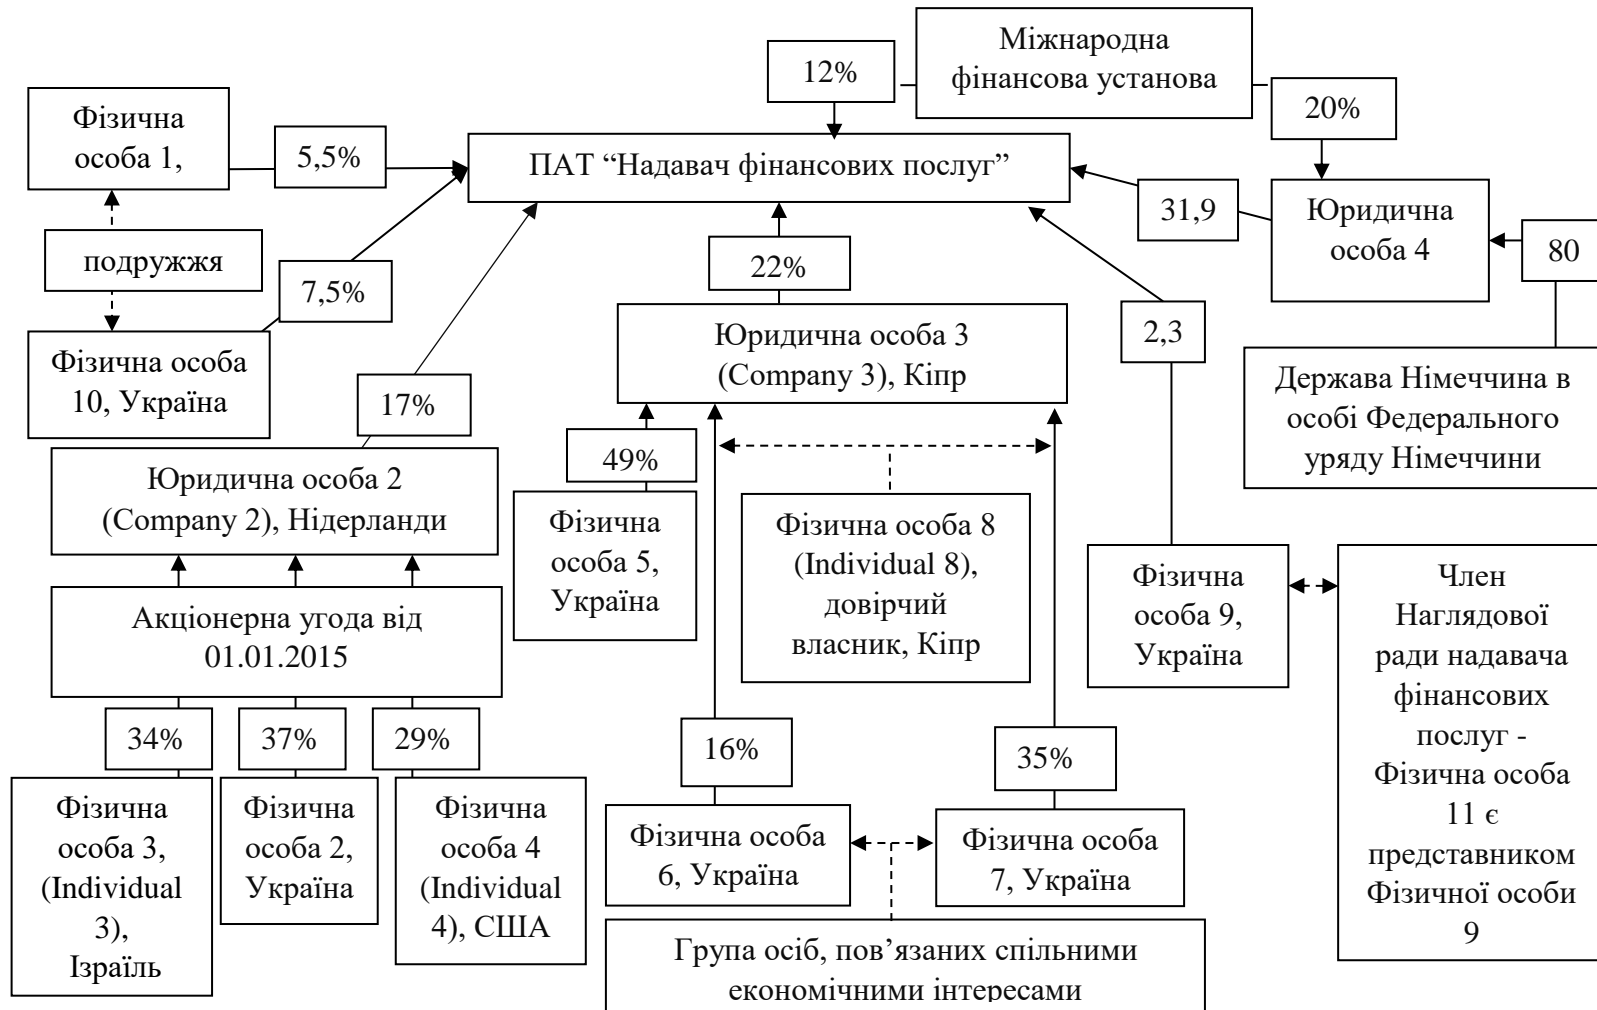 Міжнародна
фінансова установа
12%
20%
Фізична
особа 1,
5,5%
ПАТ “Надавач фінансових послуг”
31,9
Юридична
особа 4
80
подружжя
7,5%
22%
2,3
Фізична особа
10, Україна
17%
Юридична особа 3
(Company 3), Кіпр
Держава Німеччина в
особі Федерального
уряду Німеччини
Юридична особа 2
(Company 2), Нідерланди
49%
Фізична
особа 5,
Україна
Фізична особа 8
(Individual 8),
довірчий
власник, Кіпр
Фізична
особа 9,
Україна
Член
Наглядової
ради надавача
фінансових
послуг -
Фізична особа
11 є
представником
Фізичної особи
9
Акціонерна угода від
01.01.2015
34%
37%
29%
16%
35%
Фізична
особа 3,
(Individual
3),
Ізраїль
Фізична
особа 2,
Україна
Фізична
особа 4
(Individual
4), США
Фізична особа
6, Україна
Фізична особа
7, Україна
Група осіб, пов’язаних спільними
економічними інтересами